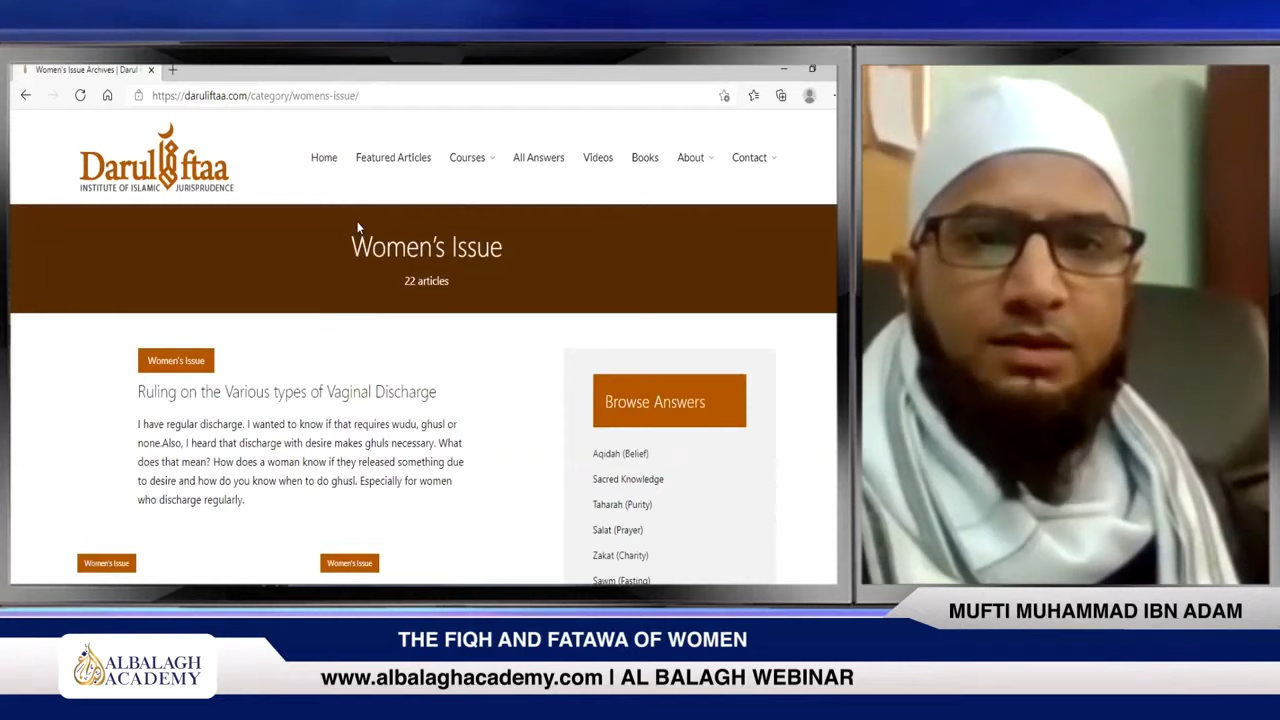 Women's Issue Archives | Darul
https://daruliftaa.com/category/womens-issue/
Darul Iftaa
INSTITUTE OF ISLAMIC JURISPRUDENCE
Home Featured Articles Courses All Answers Videos Books About Contact
Women's Issue
22 articles
Women's Issue
Ruling on the Various types of Vaginal Discharge
I have regular discharge. I wanted to know if that requires wudu, ghusl or
none.Also, I heard that discharge with desire makes ghuls necessary. What
does that mean? How does a woman know if they released something due
to desire and how do you know when to do ghusl. Especially for women
who discharge regularly.
Women's Issue
Women's Issue
Browse Answers
Aqidah (Belief)
Sacred Knowledge
Taharah (Purity)
Salat (Prayer)
Zakat (Charity)
Sawm (Fasting)
MUFTI MUHAMMAD IBN ADAM
THE FIQH AND FATAWA OF WOMEN
ALBALAGH
ACADEMY
www.albalaghacademy.com | AL BALAGH WEBINAR